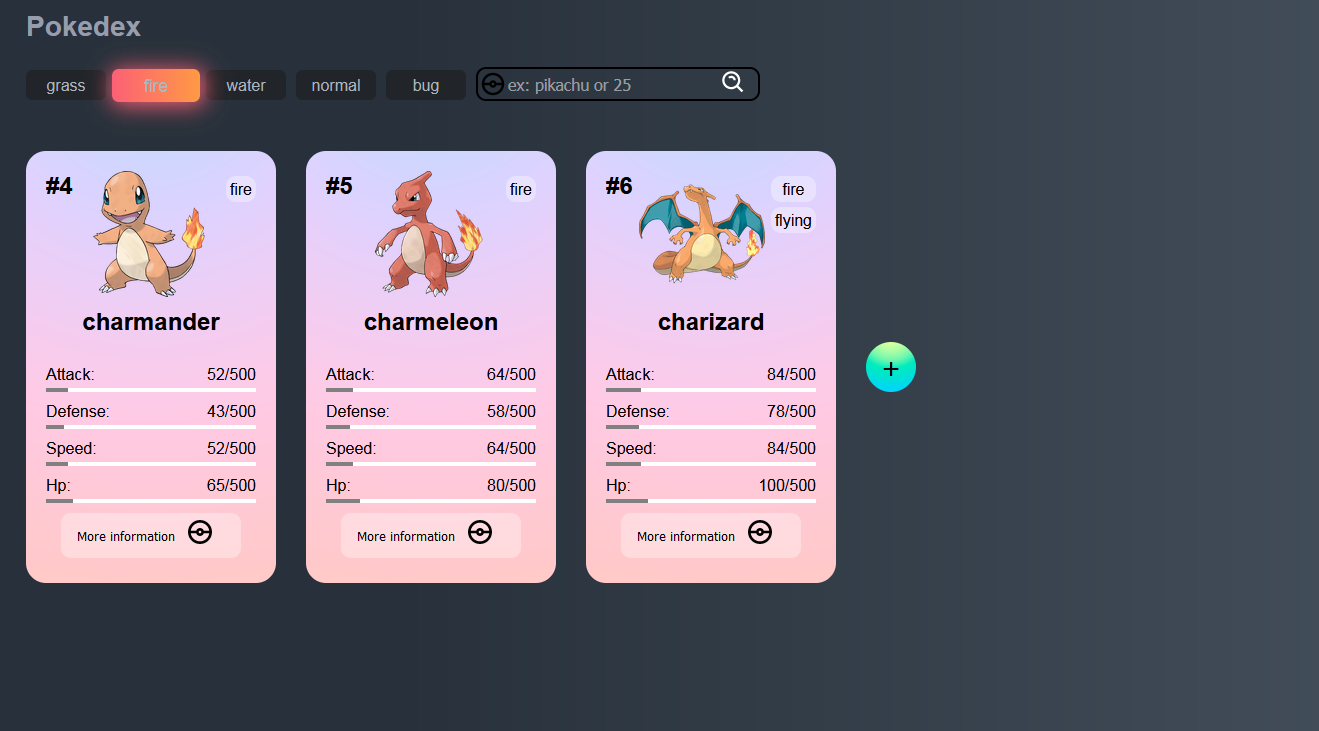 Pokedex
grass fire water normal bug ex: pikachu or 25
#4 fire
charmander
Attack: 52/500
Defense: 43/500
Speed: 52/500
Hp: 65/500
More information
#5 fire
charmeleon
Attack: 64/500
Defense: 58/500
Speed: 64/500
Hp: 80/500
More information
#6 fire
flying
charizard
Attack: 84/500
Defense: 78/500
Speed: 84/500
Hp: 100/500
More information
+